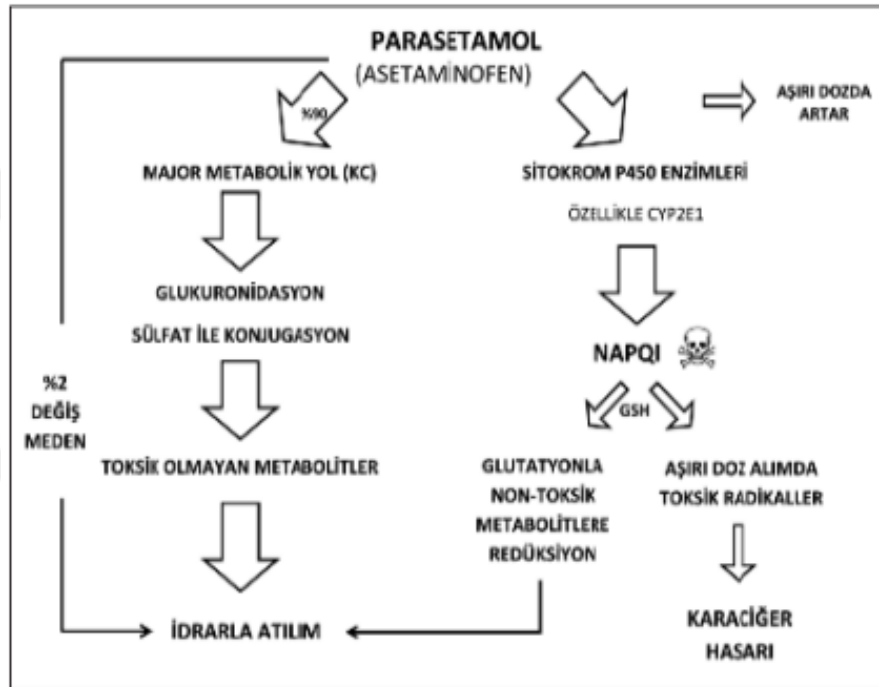 PARASETAMOL
(ASETAMİNOFEN)
%90
AŞIRI DOZDA
ARTAR
MAJOR METABOLİK YOL (KC)
SİTOKROM P450 ENZİMLERİ
ÖZELLİKLE CYP2E1
GLUKURONİDASYON
SÜLFAT İLE KONJUGASYON
NAPQI
GSH
%2
DEĞİŞ
MEDEN
TOKSİK OLMAYAN METABOLİTLER
GLUTATYONLA
NON-TOKSİK
METABOLİTLERE
REDÜKSİYON
AŞIRI DOZ ALIMDA
TOKSİK RADİKALLER
İDRARLA ATILIM
KARACİĞER
HASARI